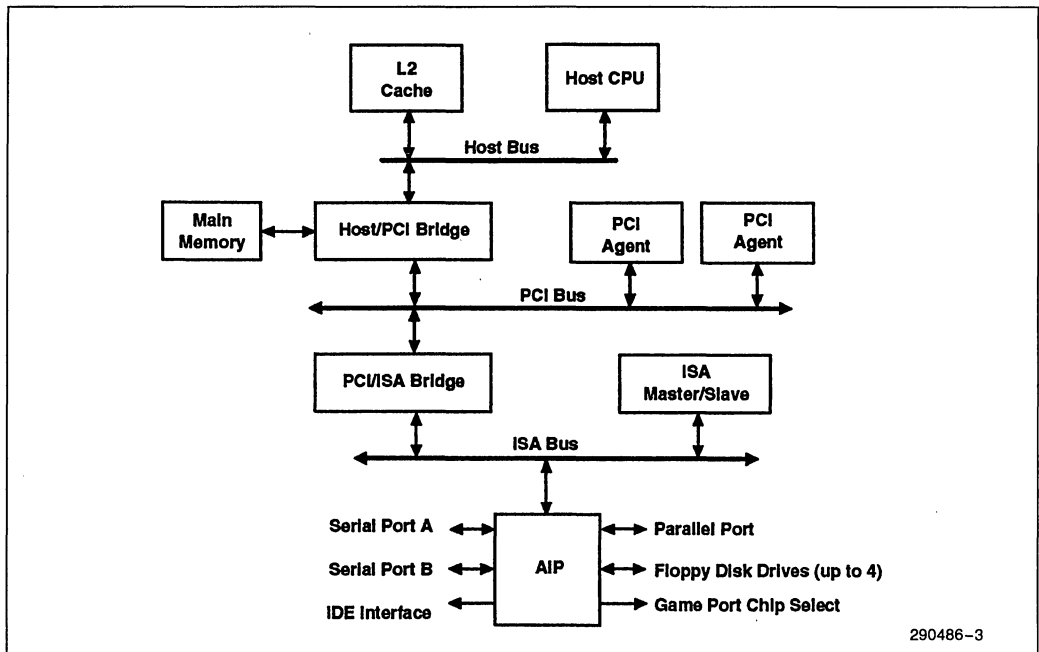 L2
Cache
Host CPU
Host Bus
Main
Memory
Host/PCI Bridge
PCI
Agent
PCI
Agent
PCI Bus
PCI/ISA Bridge
ISA
Master/Slave
ISA Bus
Serial Port A
Parallel Port
Serial Port B
AIP
Floppy Disk Drives (up to 4)
IDE Interface
Game Port Chip Select
290486-3